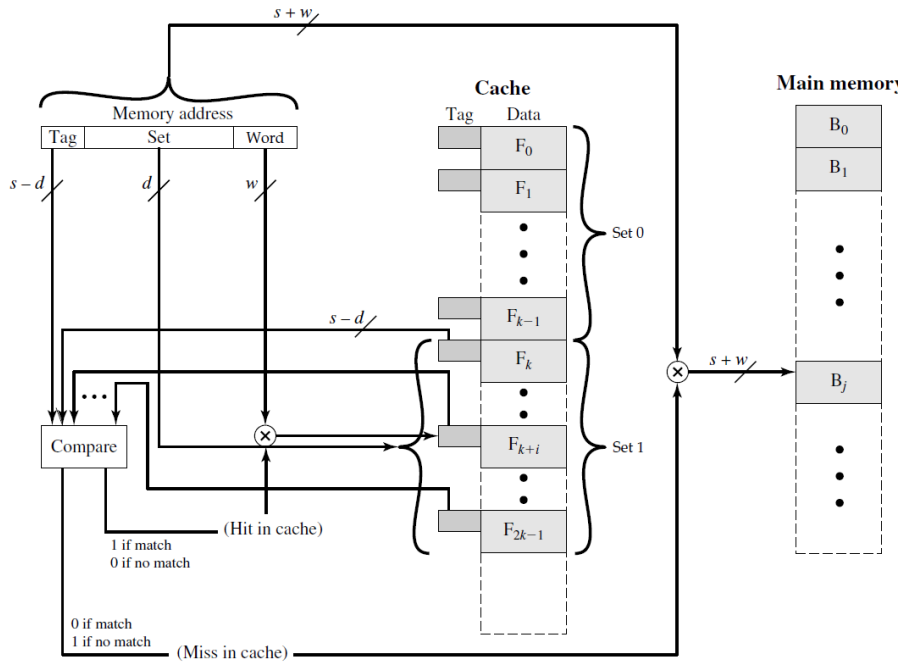 s + w
Cache
Main memory
Memory address
Tag Data
Tag Set Word
F0
F1
B0
B1
s – d
d
w
Set 0
s – d
Fk–1
Fk
s + w
Bj
Compare
Fk+i
Set 1
(Hit in cache)
F2k–1
1 if match
0 if no match
0 if match
1 if no match
(Miss in cache)